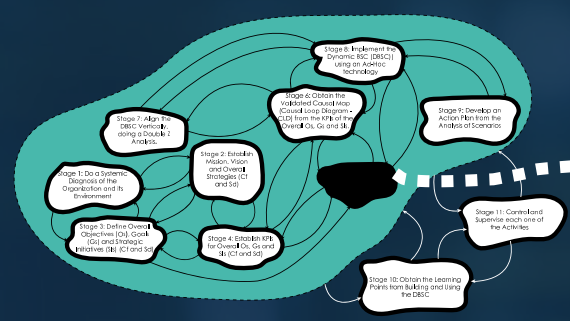 Stage 8: Implement the
Dynamic BSC (DBSC))
using an Ad-Hoc
technology
Stage 6: Obtain the
Validated Causal Map
(Causal Loop Diagram -
CLD) from the KPIs of the
Overall Os, Gs and SIs.
Stage 9: Develop an
Action Plan from the
Analysis of Scenarios
Stage 7: Align the
DBSC Vertically,
doing a Double Z
Analysis.
Stage 2: Establish
Mission, Vision
and Overall
Strategies (Cf
and Sd)
Stage 1: Do a Systemic
Diagnosis of the
Organization and its
Environment
Stage 3: Define Overall
Objectives (Os), Goals
(Gs) and Strategic
Initiatives (SIs) (Cf and Sd)
Stage 4: Establish KPIs
for Overall Os, Gs and
SIs (Cf and Sd)
Stage 11: Control and
Supervise each one of
the Activities
Stage 10: Obtain the Learning
Points from Building and Using
the DBSC